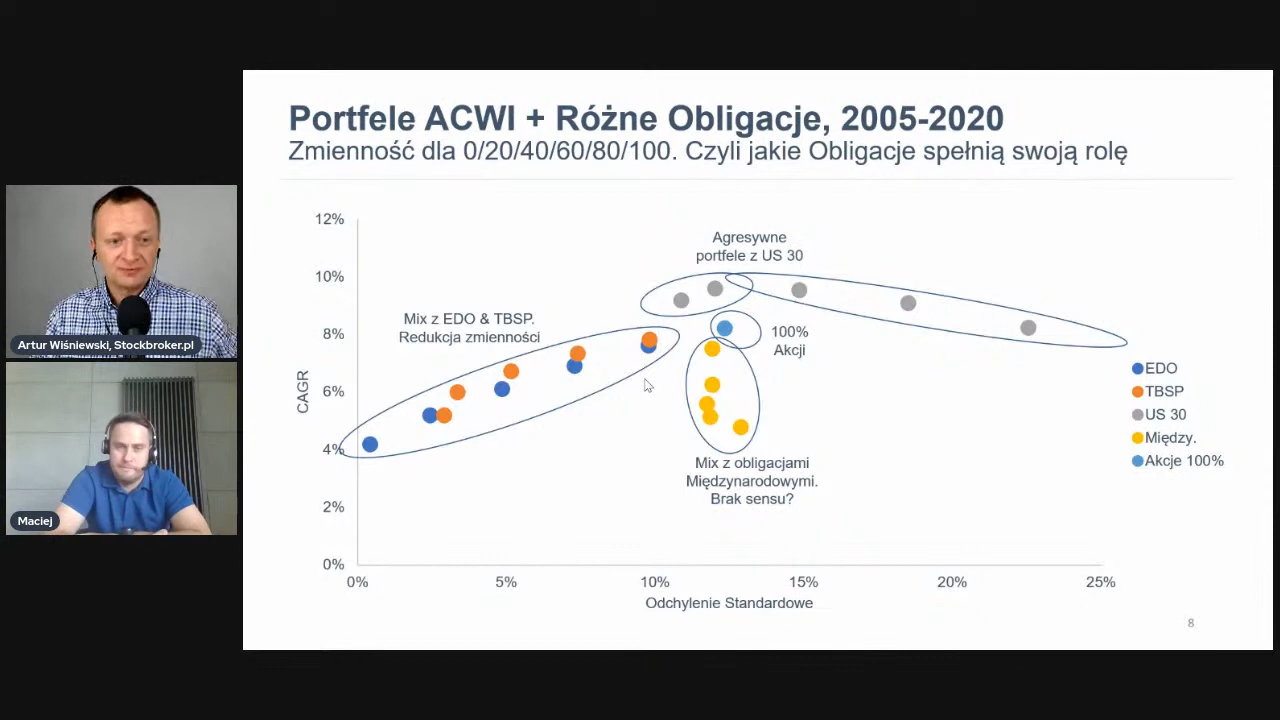 Portfele ACWI + Różne Obligacje, 2005-2020
Zmienność dla 0/20/40/60/80/100. Czyli jakie Obligacje spełnią swoją rolę
12%
10%
8%
6%
4%
2%
0%
CAGR
0%
5%
10%
15%
20%
25%
Odchylenie Standardowe
Mix z EDO & TBSP.
Redukcja zmienności
Agresywne
portfele z US 30
100%
Akcji
Mix z obligacjami
Międzynarodowymi.
Brak sensu?
EDO
TBSP
US 30
Między.
Akcje 100%
8
Artur Wiśniewski, Stockbroker.pl
Maciej